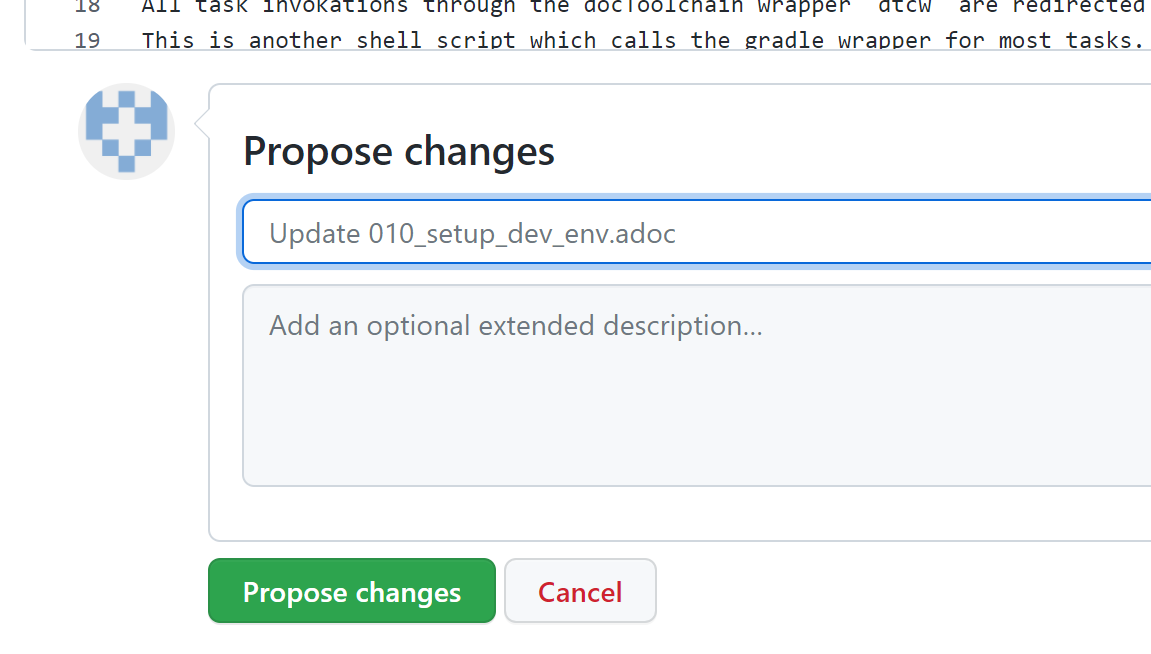 18 All task invokations through the docToolchain wrapper `dtcw` are redirected
19 This is another shell script which calls the gradle wrapper for most tasks.
Propose changes
Update 010_setup_dev_env.adoc
Add an optional extended description…
Propose changes
Cancel